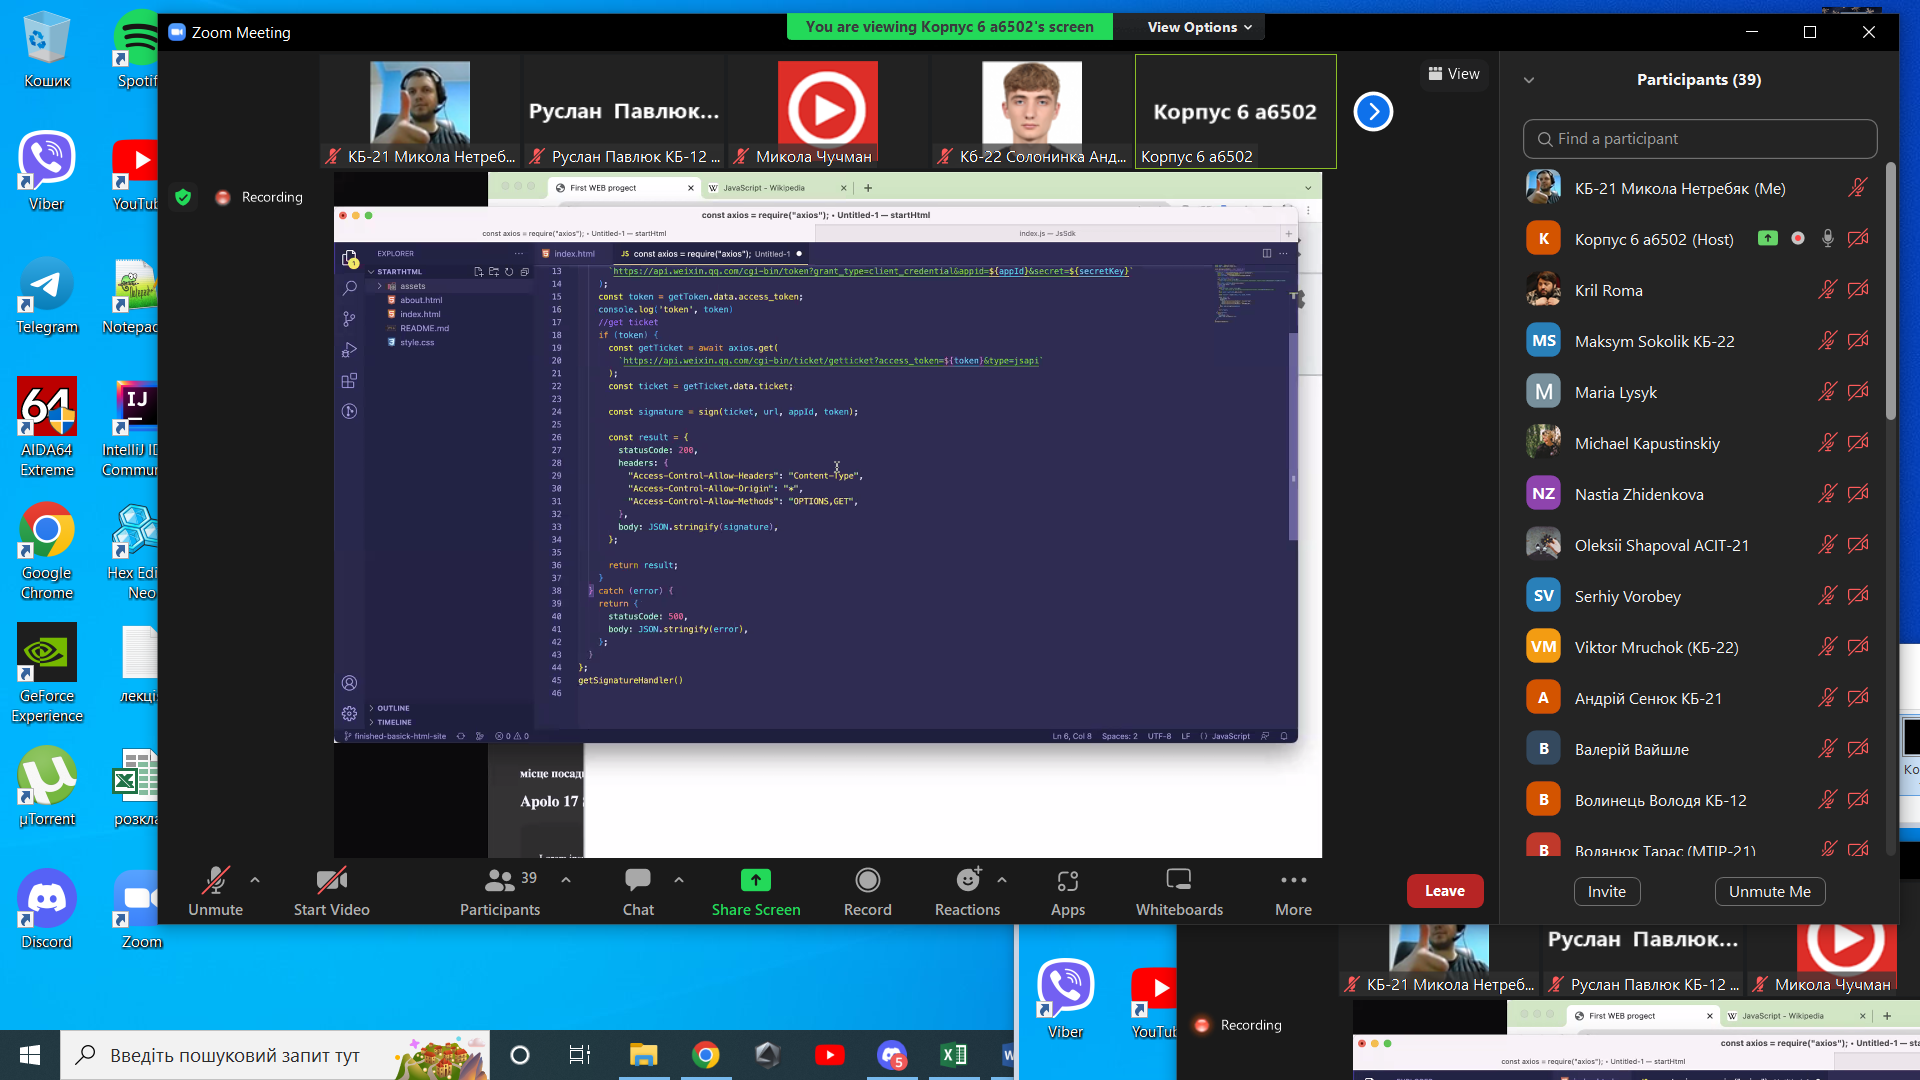 Кошик
Spotif
Viber
YouTub
Telegram
Notepad
AIDA64
Extreme
IntelliJ ID
Commun
Google
Chrome
Hex Edi
Neo
GeForce
Experience
лекці
µTorrent
розкла
Discord
Zoom
Zoom Meeting
You are viewing Корпус 6 а6502's screen
View Options
View
КБ-21 Микола Нетреб...
Руслан Павлюк...
Руслан Павлюк КБ-12 ...
Микола Чучман
Кб-22 Солонинка Анд...
Корпус 6 а6502
Корпус 6 а6502
Recording
First WEB progect
JavaScript - Wikipedia
const axios = require("axios"); • Untitled-1 — startHtml
const axios = require("axios"); • Untitled-1 — startHtml
index.js — JsSdk
EXPLORER
index.html
JS const axios = require("axios"); Untitled-1
STARTHTML
assets
about.html
index.html
README.md
style.css
OUTLINE
TIMELINE
13 `https://api.weixin.qq.com/cgi-bin/token?grant_type=client_credential&appid=${appId}&secret=${secretKey}`
14 );
15 const token = getToken.data.access_token;
16 console.log('token', token)
17 //get ticket
18 if (token) {
19 const getTicket = await axios.get(
20 `https://api.weixin.qq.com/cgi-bin/ticket/getticket?access_token=${token}&type=jsapi`
21 );
22 const ticket = getTicket.data.ticket;
23
24 const signature = sign(ticket, url, appId, token);
25
26 const result = {
27 statusCode: 200,
28 headers: {
29 "Access-Control-Allow-Headers": "Content-Type",
30 "Access-Control-Allow-Origin": "*",
31 "Access-Control-Allow-Methods": "OPTIONS,GET",
32 },
33 body: JSON.stringify(signature),
34 };
35
36 return result;
37 }
38 } catch (error) {
39 return {
40 statusCode: 500,
41 body: JSON.stringify(error),
42 };
43 }
44 };
45 getSignatureHandler()
46
finished-basick-html-site
0 0
Ln 6, Col 8 Spaces: 2 UTF-8 LF JavaScript
місце посад
Apolo 17
Participants (39)
Find a participant
КБ-21 Микола Нетребяк (Me)
К Корпус 6 а6502 (Host)
Kril Roma
MS Maksym Sokolik КБ-22
M Maria Lysyk
Michael Kapustinskiy
NZ Nastia Zhidenkova
Oleksii Shapoval ACIT-21
SV Serhiy Vorobey
VM Viktor Mruchok (КБ-22)
А Андрій Сенюк КБ-21
В Валерій Вайшле
В Волинець Володя КБ-12
В Водянюк Тарас (МТІР-21)
Invite
Unmute Me
Unmute
Start Video
39
Participants
Chat
Share Screen
Record
Reactions
Apps
Whiteboards
More
Leave
Ко
Руслан Павлюк...
КБ-21 Микола Нетреб...
Руслан Павлюк КБ-12 ...
Микола Чучман
Viber
YouTub
Recording
First WEB progect
JavaScript - Wikipedia
const axios = require("axios"); • Untitled-1 — sta
const axios = require("axios"); • Untitled-1 — startHtml
Введіть пошуковий запит тут
5